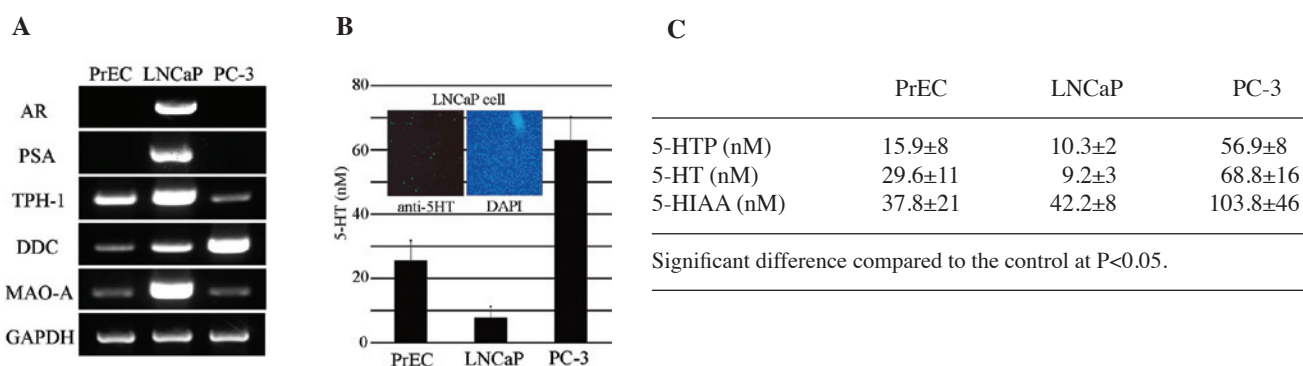 A
PrEC LNCaP PC-3
AR
PSA
TPH-1
DDC
MAO-A
GAPDH
B
80
60
40
20
0
5-HT (nM)
LNCaP cell
anti-5HT DAPI
PrEC LNCaP PC-3
C
PrEC LNCaP PC-3
5-HTP (nM) 15.9±8 10.3±2 56.9±8
5-HT (nM) 29.6±11 9.2±3 68.8±16
5-HIAA (nM) 37.8±21 42.2±8 103.8±46
Significant difference compared to the control at P<0.05.